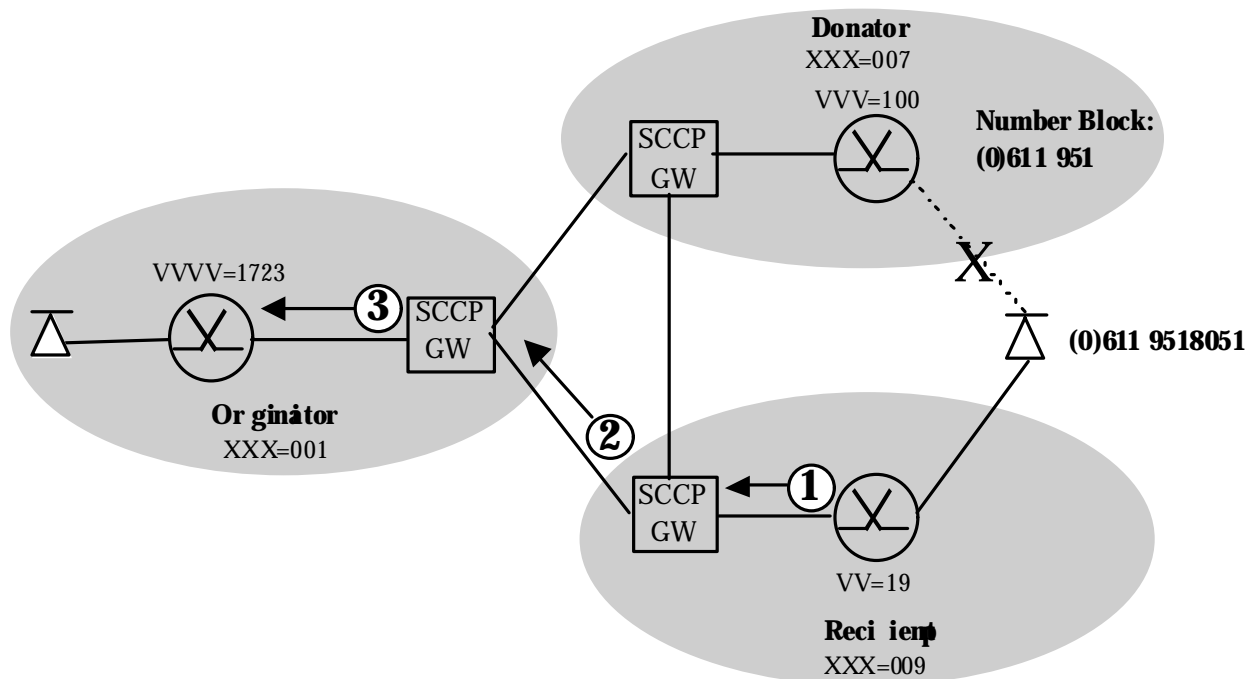 Donator
XXX=007
VVV=100
Number Block:
(0)611 951
SCCP
GW
X
VVVV=1723
3
SCCP
GW
(0)611 9518051
Or ginator
XXX=001
2
SCCP
GW
1
VV=19
Reci ient
XXX=009